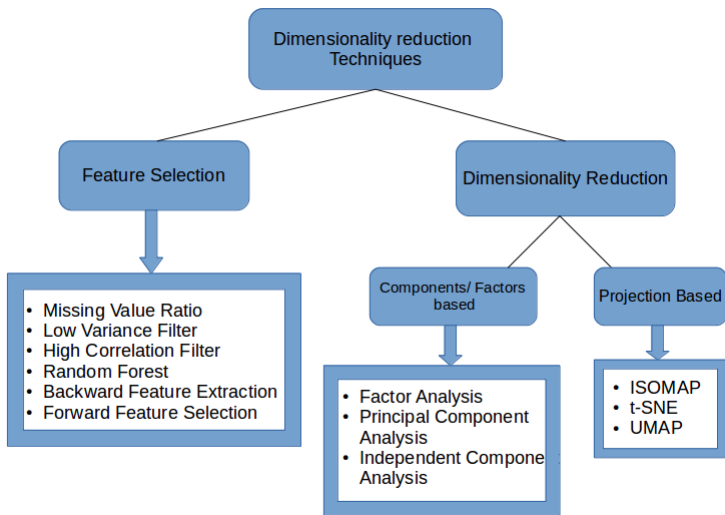 Dimensionality reduction
Techniques
Feature Selection
Dimensionality Reduction
Components/ Factors
based
Projection Based
• Missing Value Ratio
• Low Variance Filter
• High Correlation Filter
• Random Forest
• Backward Feature Extraction
• Forward Feature Selection
• Factor Analysis
• Principal Component
Analysis
• Independent Component
Analysis
• ISOMAP
• t-SNE
• UMAP